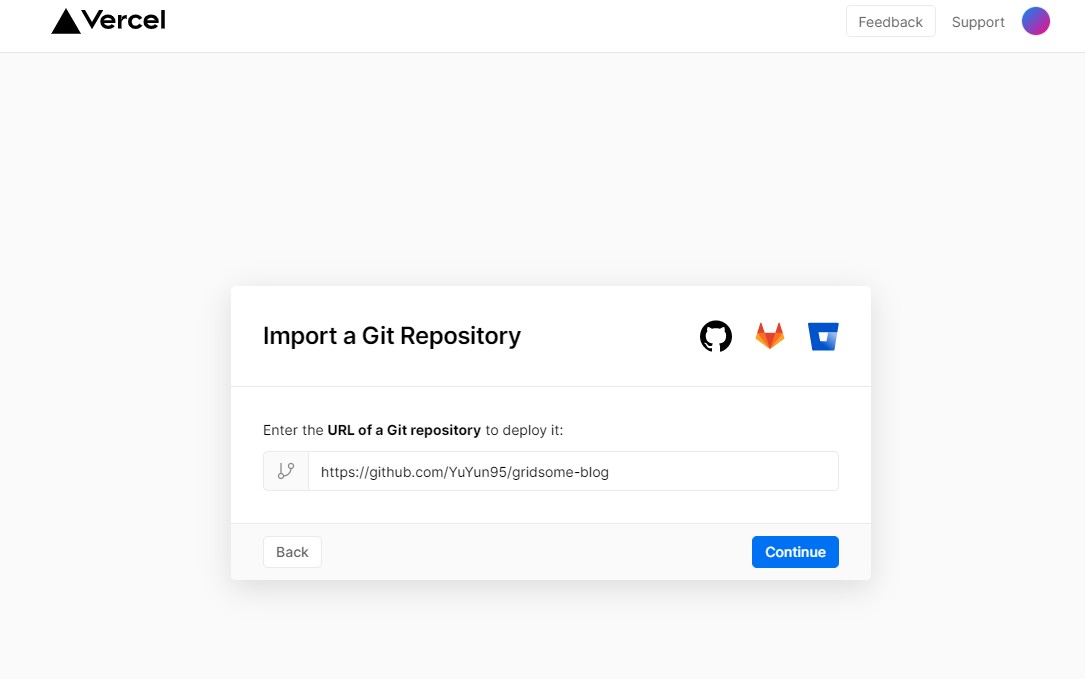 Vercel
Feedback
Support
Import a Git Repository
Enter the URL of a Git repository to deploy it:
https://github.com/YuYun95/gridsome-blog
Back
Continue